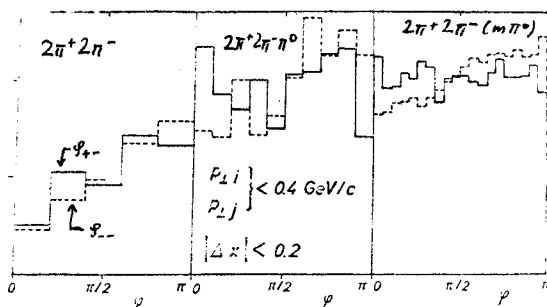 2π⁺2π⁻
2π⁺2π⁻π⁰
2π⁺2π⁻(mπ⁰)
φ₊₋
φ₋₋
P⊥i
P⊥j
} < 0.4 GeV/c
|Δx| < 0.2
0 π/2 π 0 π/2 π 0 π/2 π
φ φ φ